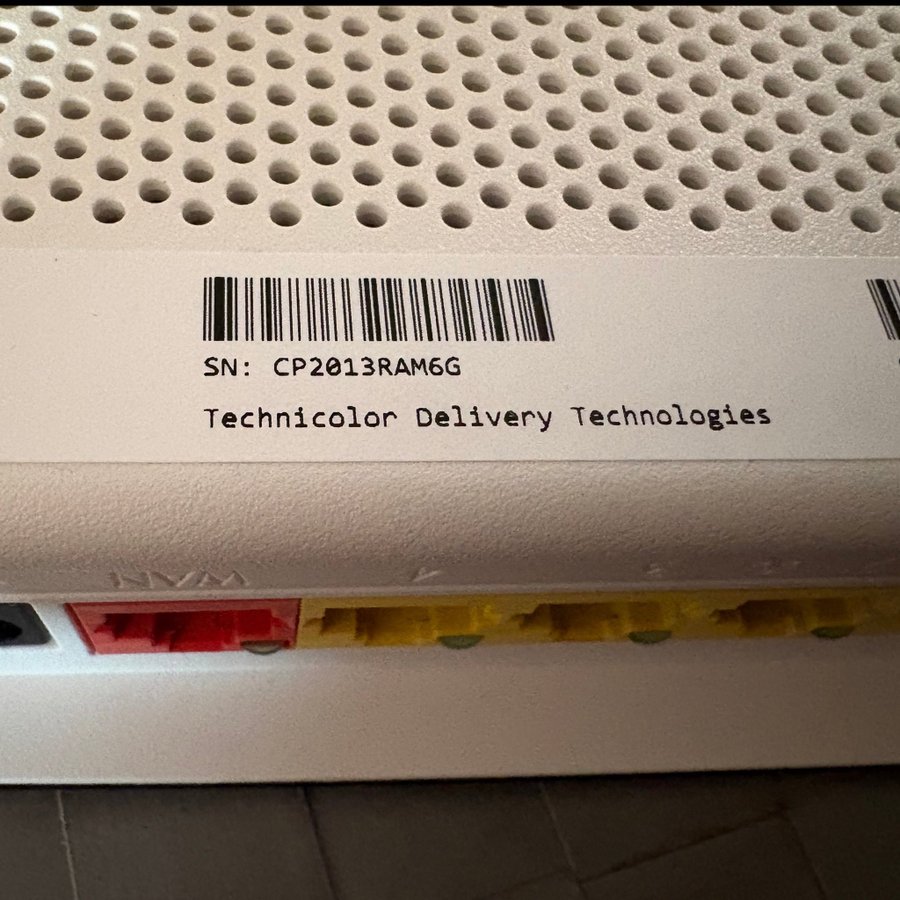 SN: CP2013RAM6G
Technicolor Delivery Technologies
WAN